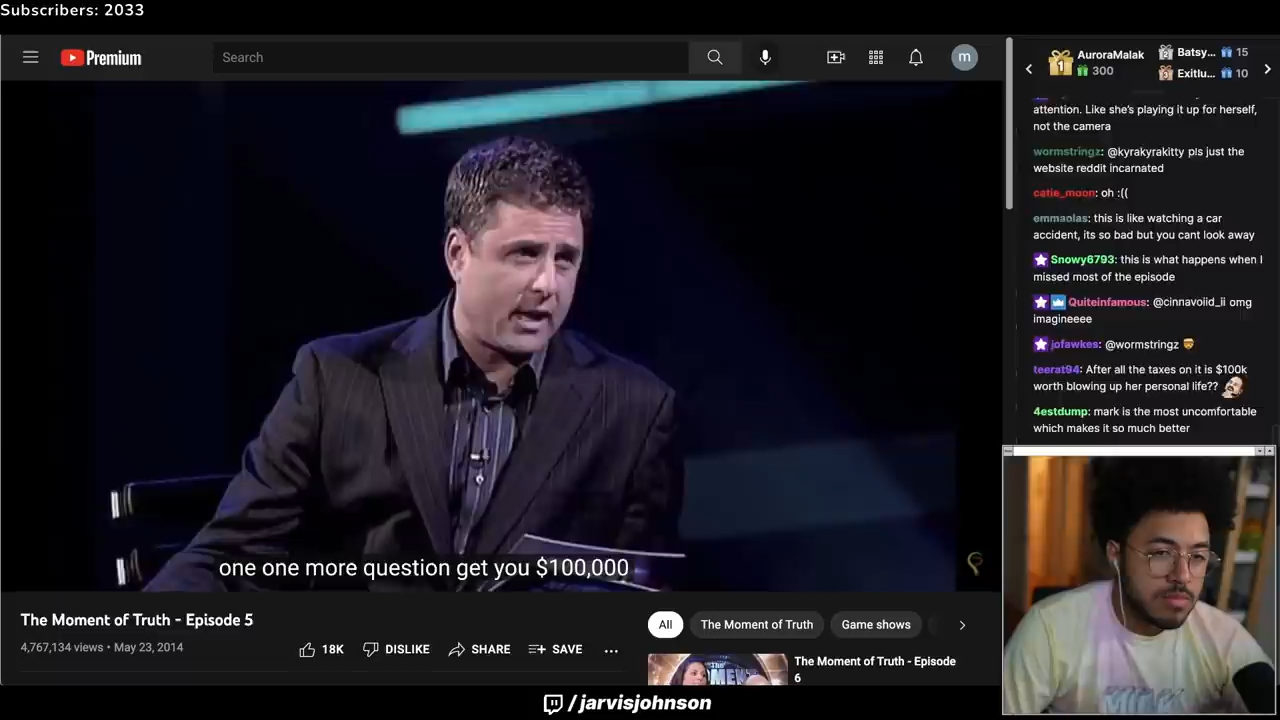 Subscribers: 2033
Premium
Search
m
1
AuroraMalak
300
2
Batsy... 15
3
Exitlu... 10
attention. Like she's playing it up for herself,
not the camera
wormstringz: @kyrakyrakitty pls just the
website reddit incarnated
catie_moon: oh :((
emmaolas: this is like watching a car
accident, its so bad but you cant look away
Snowy6793: this is what happens when I
missed most of the episode
Quiteinfamous: @cinnavoiid_ii omg
imagineeee
jofawkes: @wormstringz
teerat94: After all the taxes on it is $100k
worth blowing up her personal life??
4estdump: mark is the most uncomfortable
which makes it so much better
one one more question get you $100,000
The Moment of Truth - Episode 5
4,767,134 views • May 23, 2014
18K
DISLIKE
SHARE
SAVE
...
All
The Moment of Truth
Game shows
The Moment of Truth - Episode
6
/jarvisjohnson